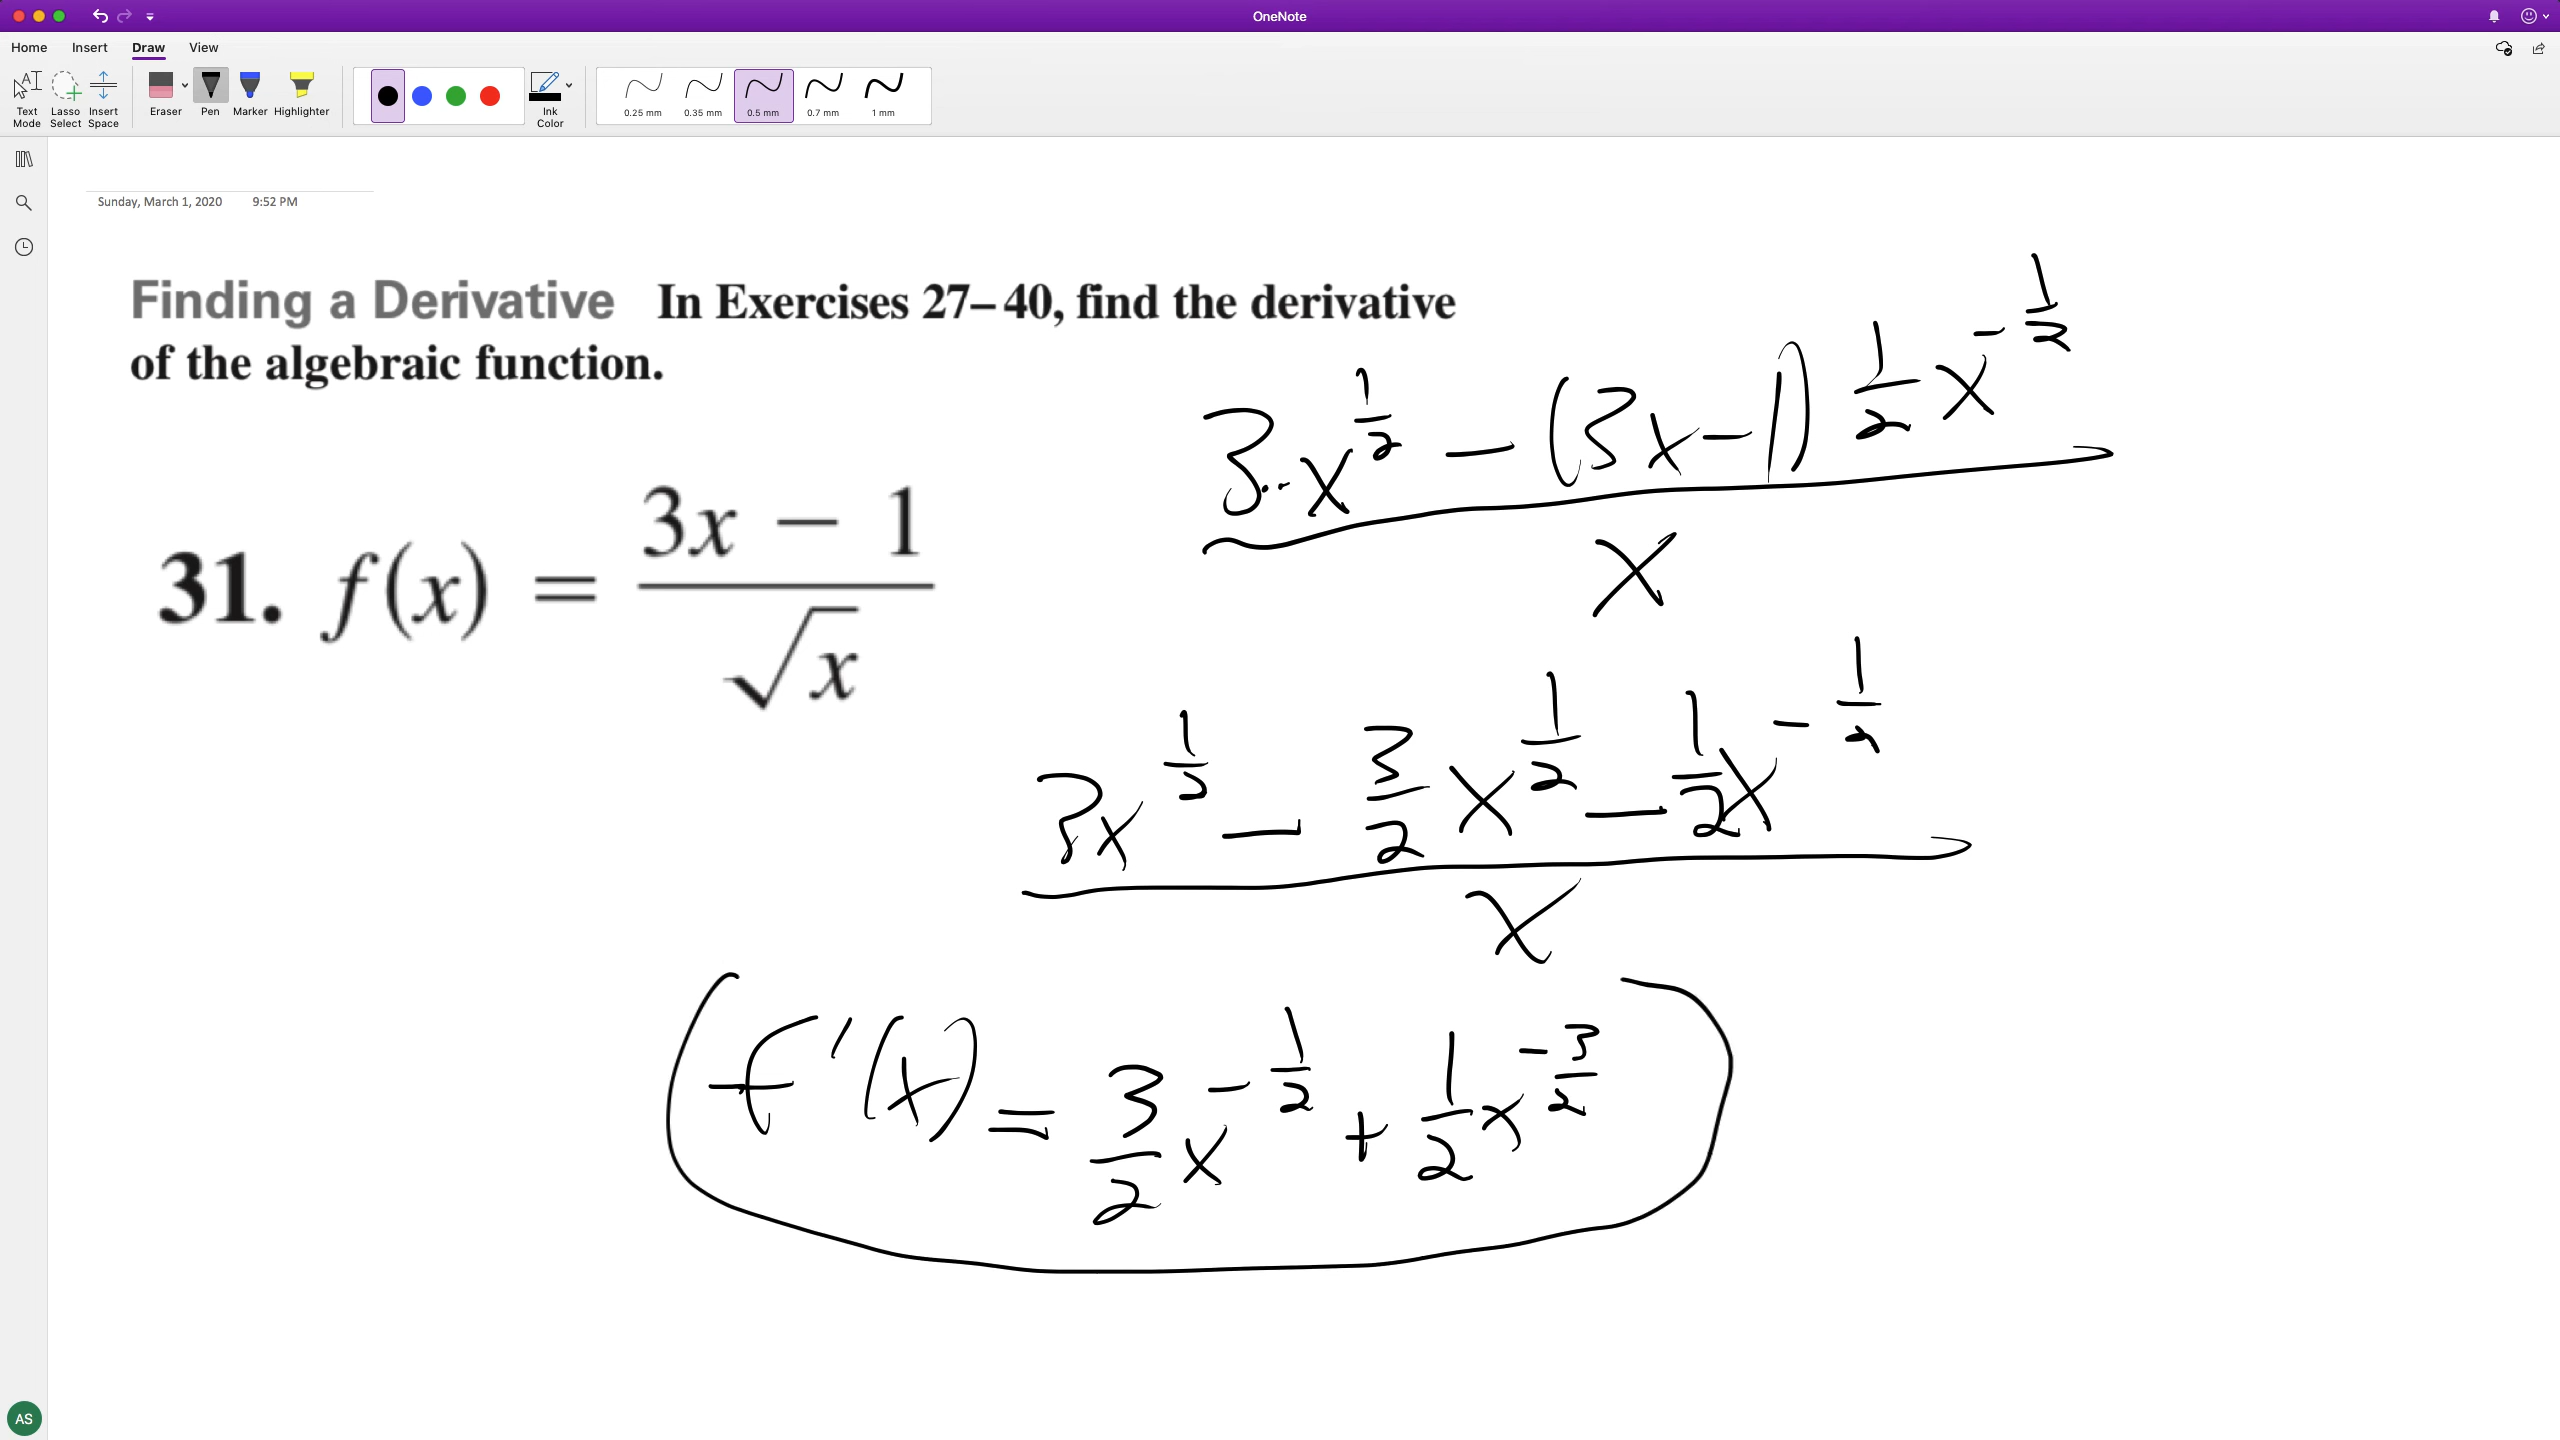 OneNote
Home Insert Draw View
Text Mode Lasso Select Insert Space Eraser Pen Marker Highlighter Ink Color 0.25 mm 0.35 mm 0.5 mm 0.7 mm 1 mm
Sunday, March 1, 2020 9:52 PM
Finding a Derivative In Exercises 27–40, find the derivative
of the algebraic function.
31. f(x) = (3x − 1)/√x
(3·x^(1/2) − (3x−1) 1/2 x^(−1/2))/x
(3x^(1/2) − 3/2 x^(1/2) − 1/2 x^(−1/2))/x
f'(x) = 3/2 x^(−1/2) + 1/2 x^(−3/2)
AS